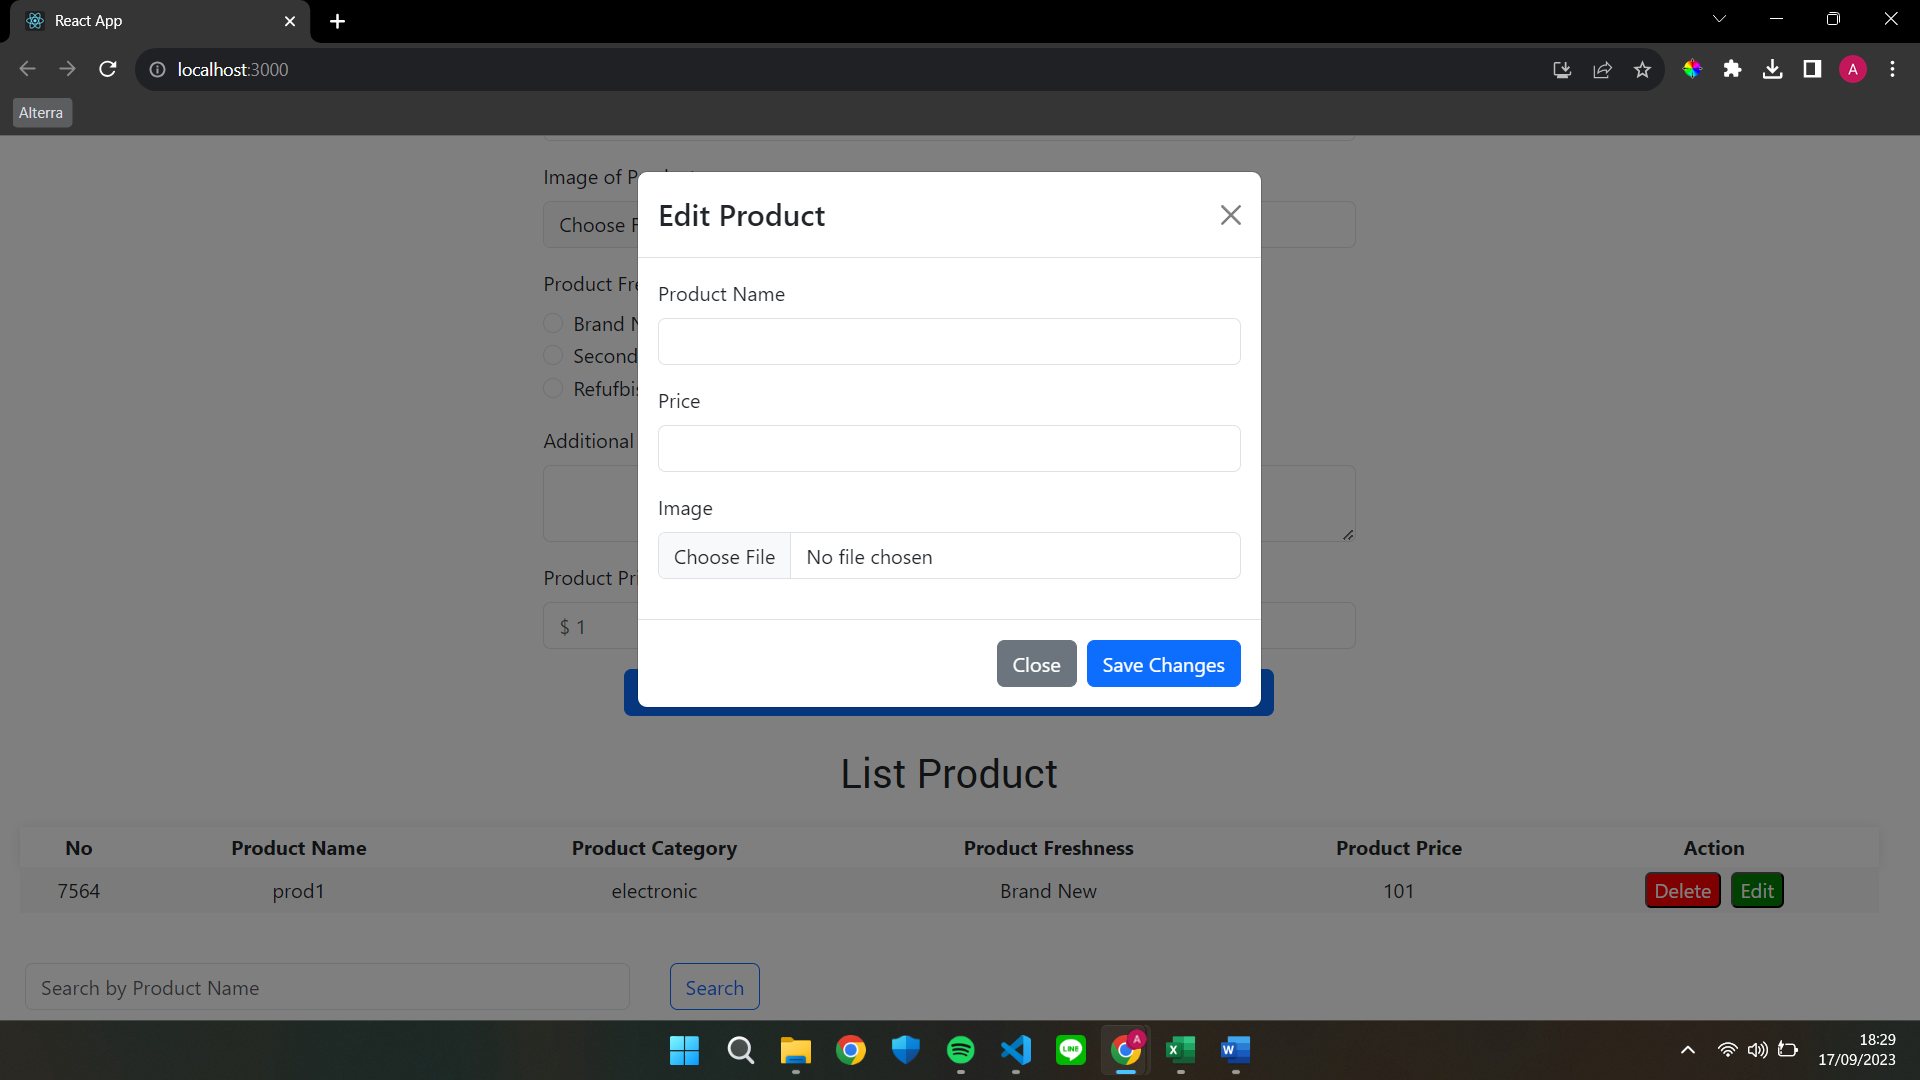 React App
localhost:3000
A
Alterra
Image of
Choose
Edit Product
Product Name
Product
Brand
Second
Price
Additional
Image
Choose File No file chosen
Product
$ 1
Close Save Changes
List Product
No Product Name Product Category Product Freshness Product Price Action
7564 prod1 electronic Brand New 101 Delete Edit
Search by Product Name Search
LINE
A
X
W
18:29
17/09/2023